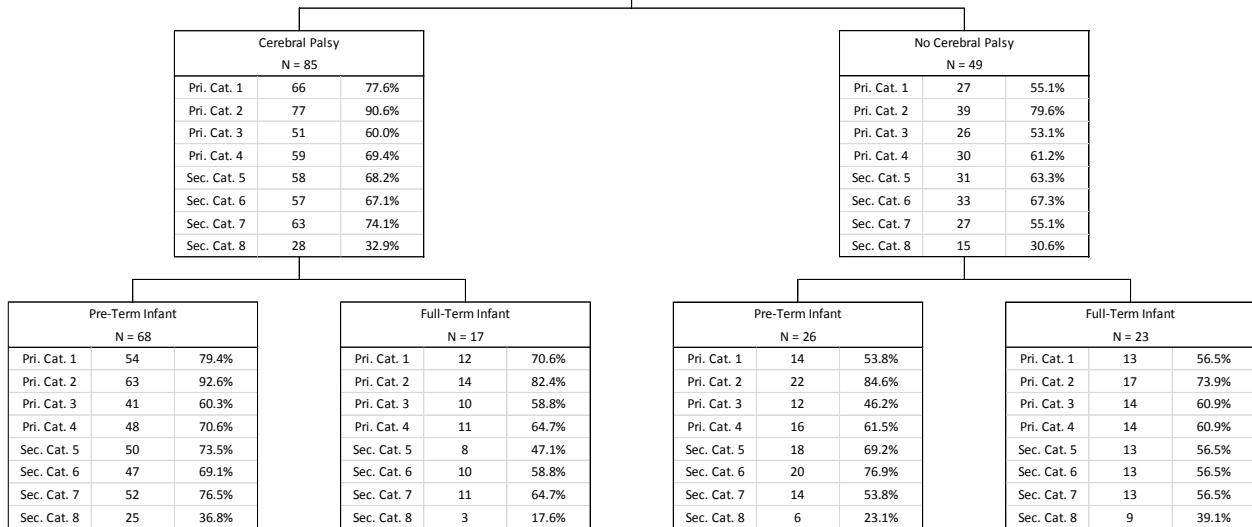 Cerebral Palsy
N = 85
Pri. Cat. 1 66 77.6%
Pri. Cat. 2 77 90.6%
Pri. Cat. 3 51 60.0%
Pri. Cat. 4 59 69.4%
Sec. Cat. 5 58 68.2%
Sec. Cat. 6 57 67.1%
Sec. Cat. 7 63 74.1%
Sec. Cat. 8 28 32.9%
No Cerebral Palsy
N = 49
Pri. Cat. 1 27 55.1%
Pri. Cat. 2 39 79.6%
Pri. Cat. 3 26 53.1%
Pri. Cat. 4 30 61.2%
Sec. Cat. 5 31 63.3%
Sec. Cat. 6 33 67.3%
Sec. Cat. 7 27 55.1%
Sec. Cat. 8 15 30.6%
Pre-Term Infant
N = 68
Pri. Cat. 1 54 79.4%
Pri. Cat. 2 63 92.6%
Pri. Cat. 3 41 60.3%
Pri. Cat. 4 48 70.6%
Sec. Cat. 5 50 73.5%
Sec. Cat. 6 47 69.1%
Sec. Cat. 7 52 76.5%
Sec. Cat. 8 25 36.8%
Full-Term Infant
N = 17
Pri. Cat. 1 12 70.6%
Pri. Cat. 2 14 82.4%
Pri. Cat. 3 10 58.8%
Pri. Cat. 4 11 64.7%
Sec. Cat. 5 8 47.1%
Sec. Cat. 6 10 58.8%
Sec. Cat. 7 11 64.7%
Sec. Cat. 8 3 17.6%
Pre-Term Infant
N = 26
Pri. Cat. 1 14 53.8%
Pri. Cat. 2 22 84.6%
Pri. Cat. 3 12 46.2%
Pri. Cat. 4 16 61.5%
Sec. Cat. 5 18 69.2%
Sec. Cat. 6 20 76.9%
Sec. Cat. 7 14 53.8%
Sec. Cat. 8 6 23.1%
Full-Term Infant
N = 23
Pri. Cat. 1 13 56.5%
Pri. Cat. 2 17 73.9%
Pri. Cat. 3 14 60.9%
Pri. Cat. 4 14 60.9%
Sec. Cat. 5 13 56.5%
Sec. Cat. 6 13 56.5%
Sec. Cat. 7 13 56.5%
Sec. Cat. 8 9 39.1%